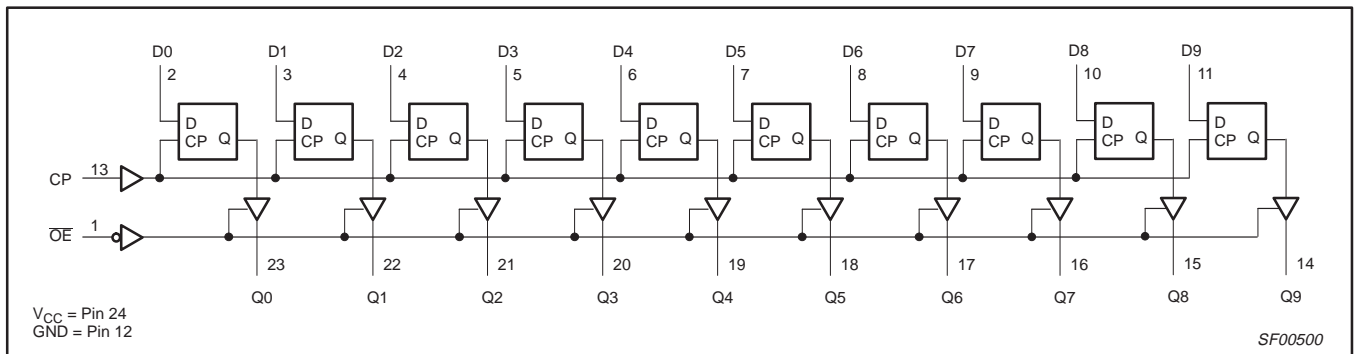 D0 D1 D2 D3 D4 D5 D6 D7 D8 D9
2 3 4 5 6 7 8 9 10 11
D D D D D D D D D D
CP Q CP Q CP Q CP Q CP Q CP Q CP Q CP Q CP Q CP Q
CP 13
OE 1
23 22 21 20 19 18 17 16 15 14
Q0 Q1 Q2 Q3 Q4 Q5 Q6 Q7 Q8 Q9
VCC = Pin 24
GND = Pin 12
SF00500